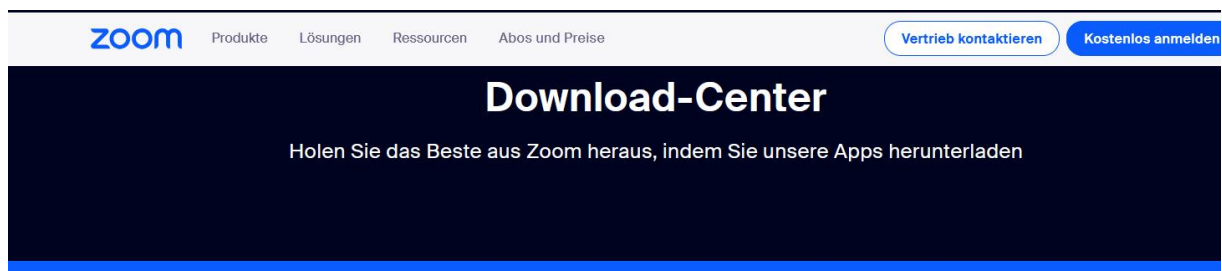 zoom Produkte Lösungen Ressourcen Abos und Preise Vertrieb kontaktieren Kostenlos anmelden
Download-Center
Holen Sie das Beste aus Zoom heraus, indem Sie unsere Apps herunterladen